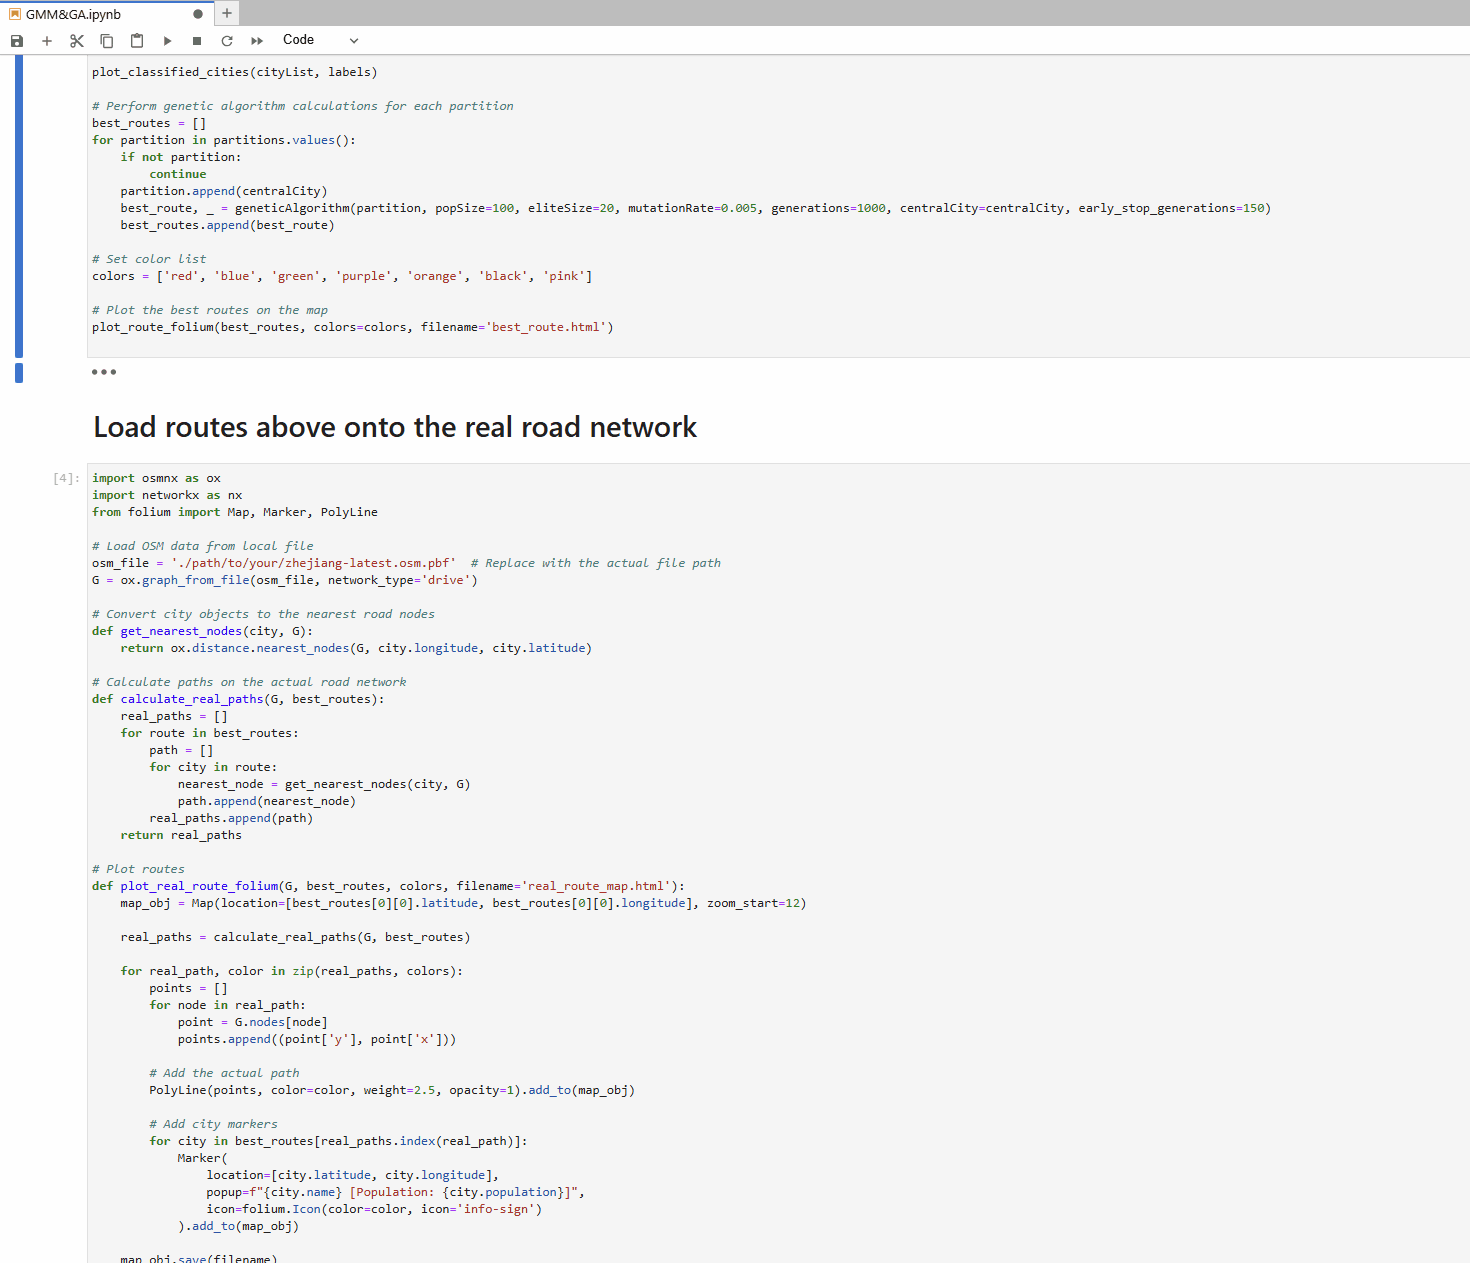 GMM&GA.ipynb
Code
plot_classified_cities(cityList, labels)
# Perform genetic algorithm calculations for each partition
best_routes = []
for partition in partitions.values():
    if not partition:
        continue
    partition.append(centralCity)
    best_route, _ = geneticAlgorithm(partition, popSize=100, eliteSize=20, mutationRate=0.005, generations=1000, centralCity=centralCity, early_stop_generations=150)
    best_routes.append(best_route)
# Set color list
colors = ['red', 'blue', 'green', 'purple', 'orange', 'black', 'pink']
# Plot the best routes on the map
plot_route_folium(best_routes, colors=colors, filename='best_route.html')
Load routes above onto the real road network
[4]:
import osmnx as ox
import networkx as nx
from folium import Map, Marker, PolyLine
# Load OSM data from local file
osm_file = './path/to/your/zhejiang-latest.osm.pbf'  # Replace with the actual file path
G = ox.graph_from_file(osm_file, network_type='drive')
# Convert city objects to the nearest road nodes
def get_nearest_nodes(city, G):
    return ox.distance.nearest_nodes(G, city.longitude, city.latitude)
# Calculate paths on the actual road network
def calculate_real_paths(G, best_routes):
    real_paths = []
    for route in best_routes:
        path = []
        for city in route:
            nearest_node = get_nearest_nodes(city, G)
            path.append(nearest_node)
        real_paths.append(path)
    return real_paths
# Plot routes
def plot_real_route_folium(G, best_routes, colors, filename='real_route_map.html'):
    map_obj = Map(location=[best_routes[0][0].latitude, best_routes[0][0].longitude], zoom_start=12)
    real_paths = calculate_real_paths(G, best_routes)
    for real_path, color in zip(real_paths, colors):
        points = []
        for node in real_path:
            point = G.nodes[node]
            points.append((point['y'], point['x']))
        # Add the actual path
        PolyLine(points, color=color, weight=2.5, opacity=1).add_to(map_obj)
        # Add city markers
        for city in best_routes[real_paths.index(real_path)]:
            Marker(
                location=[city.latitude, city.longitude],
                popup=f"{city.name} [Population: {city.population}]",
                icon=folium.Icon(color=color, icon='info-sign')
            ).add_to(map_obj)
    map_obj.save(filename)